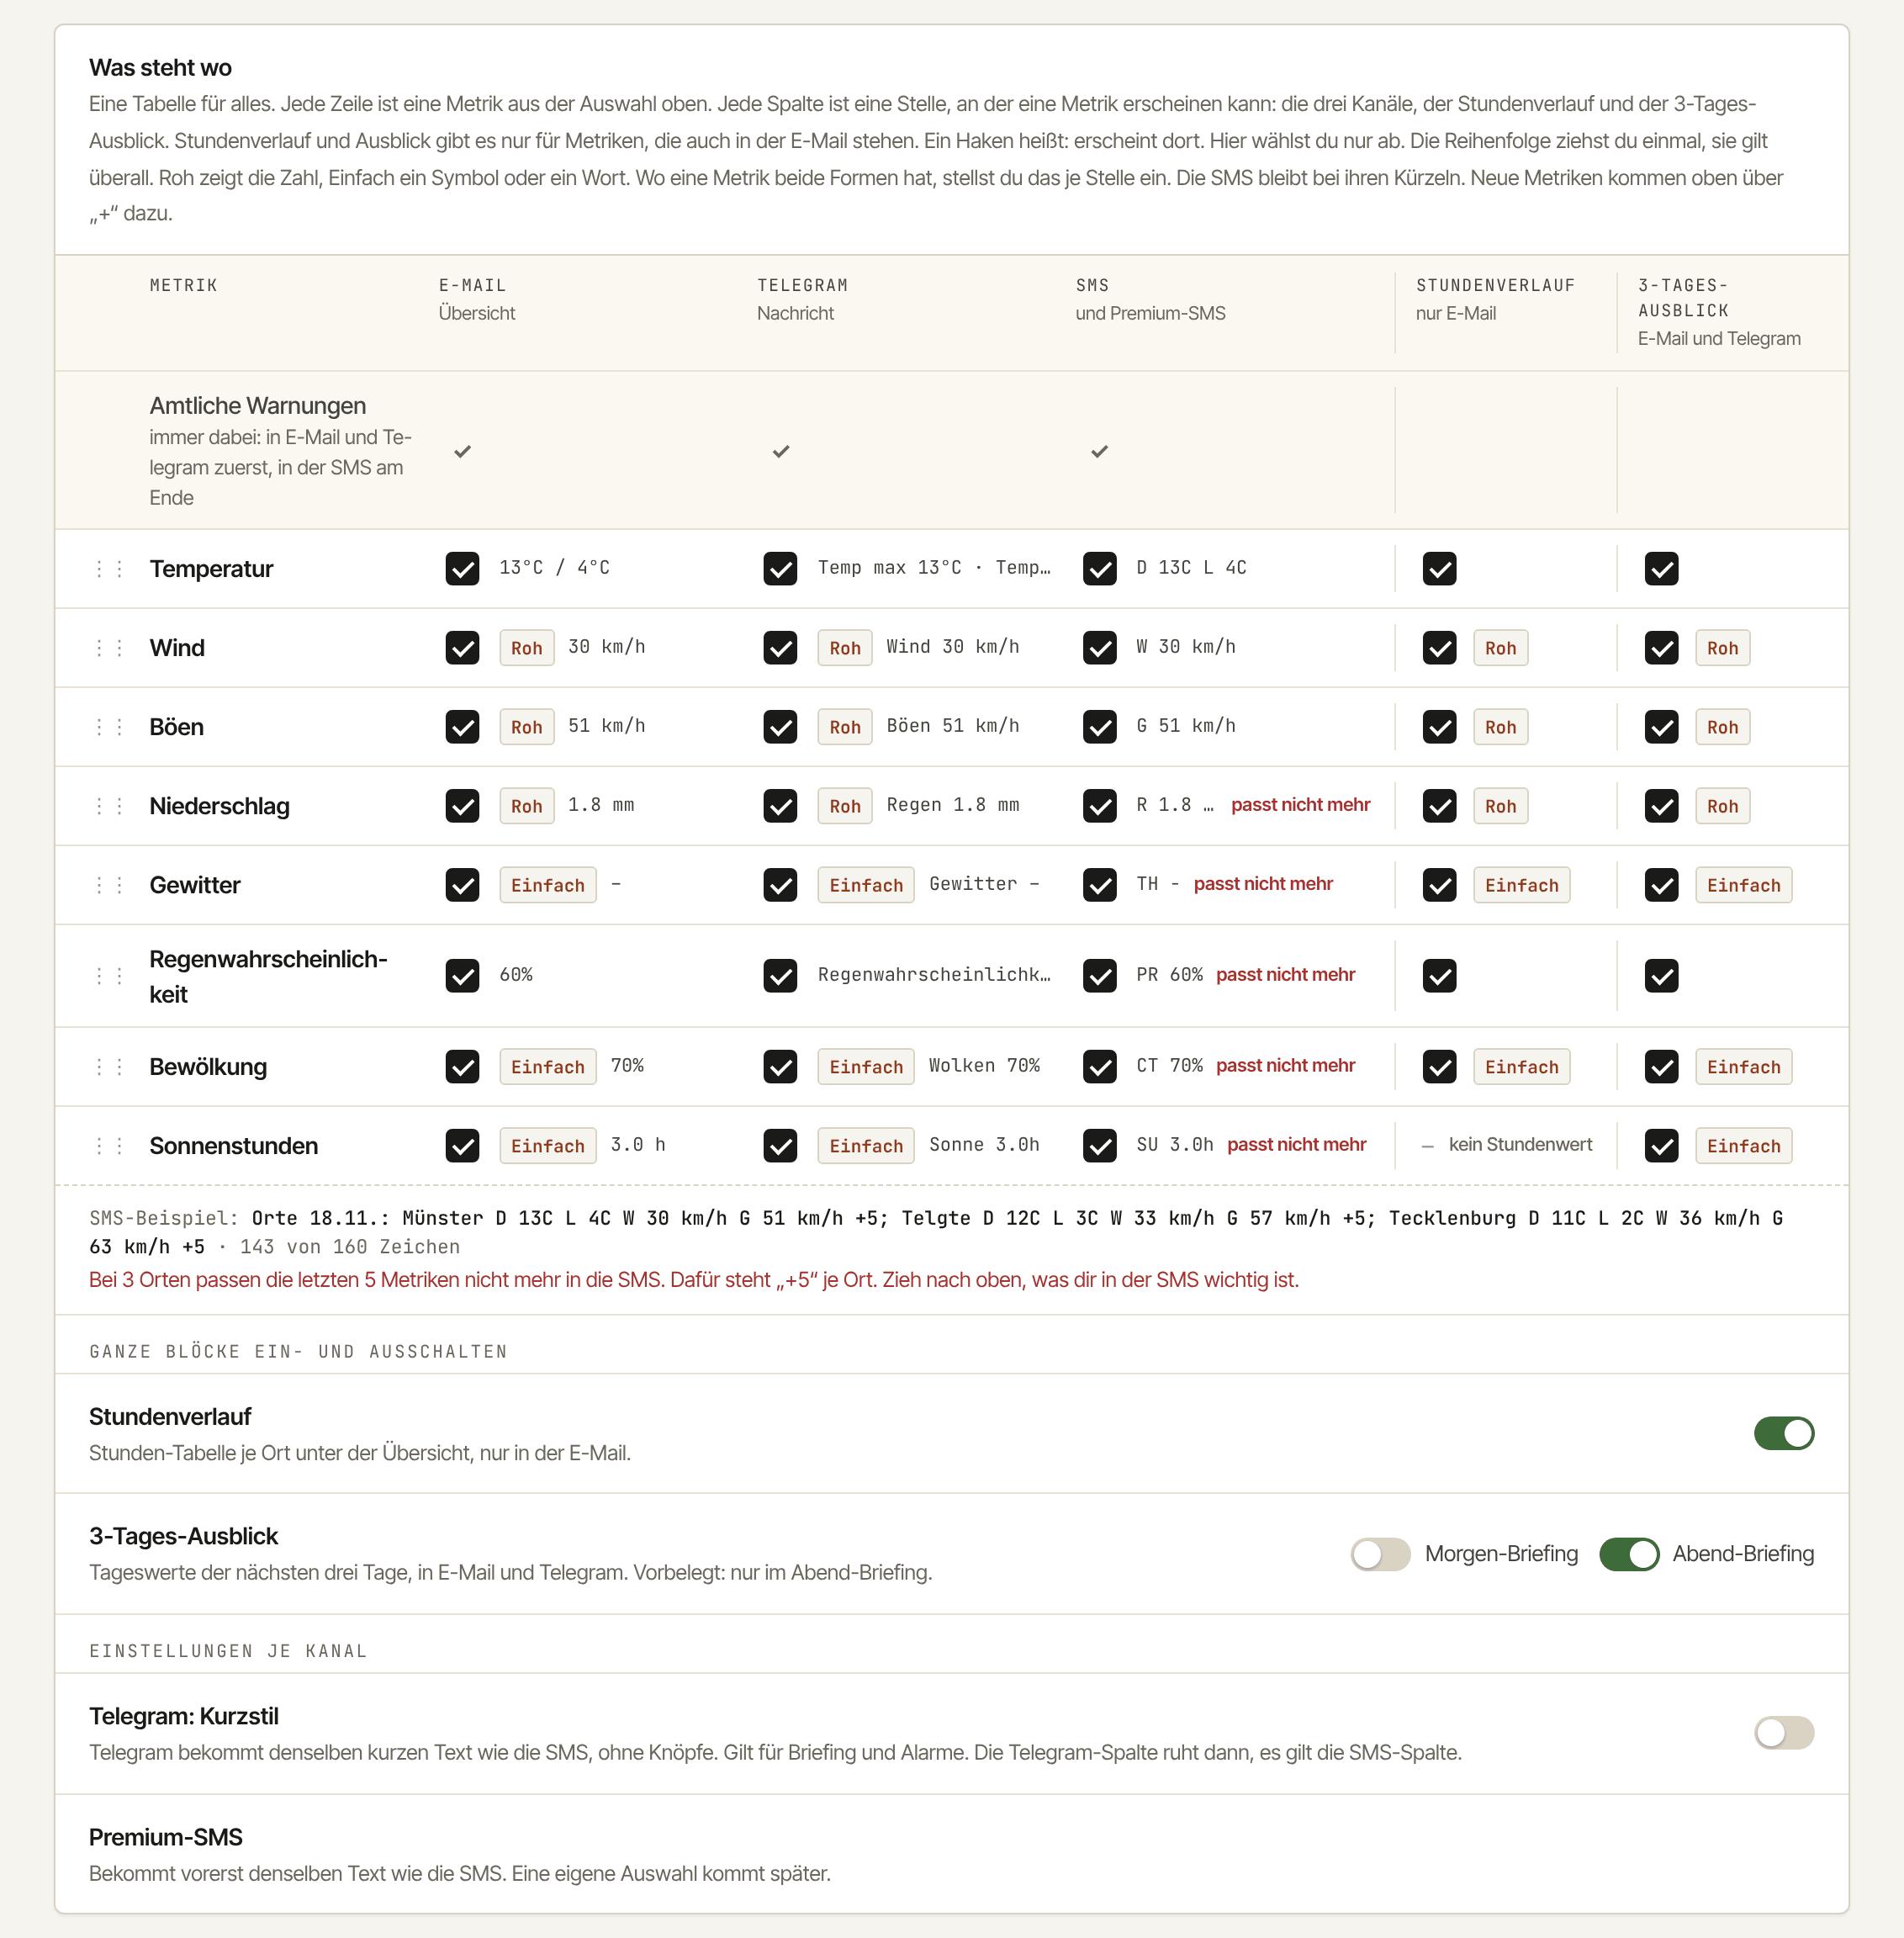 Was steht wo
Eine Tabelle für alles. Jede Zeile ist eine Metrik aus der Auswahl oben. Jede Spalte ist eine Stelle, an der eine Metrik erscheinen kann: die drei Kanäle, der Stundenverlauf und der 3-Tages-
Ausblick. Stundenverlauf und Ausblick gibt es nur für Metriken, die auch in der E-Mail stehen. Ein Haken heißt: erscheint dort. Hier wählst du nur ab. Die Reihenfolge ziehst du einmal, sie gilt
überall. Roh zeigt die Zahl, Einfach ein Symbol oder ein Wort. Wo eine Metrik beide Formen hat, stellst du das je Stelle ein. Die SMS bleibt bei ihren Kürzeln. Neue Metriken kommen oben über
„+“ dazu.
METRIK E-MAIL TELEGRAM SMS STUNDENVERLAUF 3-TAGES-
AUSBLICK
Übersicht Nachricht und Premium-SMS nur E-Mail E-Mail und Telegram
Amtliche Warnungen
immer dabei: in E-Mail und Te-
legram zuerst, in der SMS am
Ende
Temperatur 13°C / 4°C Temp max 13°C · Temp… D 13C L 4C
Wind Roh 30 km/h Roh Wind 30 km/h W 30 km/h Roh Roh
Böen Roh 51 km/h Roh Böen 51 km/h G 51 km/h Roh Roh
Niederschlag Roh 1.8 mm Roh Regen 1.8 mm R 1.8 … passt nicht mehr Roh Roh
Gewitter Einfach – Einfach Gewitter – TH - passt nicht mehr Einfach Einfach
Regenwahrscheinlich-
keit 60% Regenwahrscheinlichk… PR 60% passt nicht mehr
Bewölkung Einfach 70% Einfach Wolken 70% CT 70% passt nicht mehr Einfach Einfach
Sonnenstunden Einfach 3.0 h Einfach Sonne 3.0h SU 3.0h passt nicht mehr – kein Stundenwert Einfach
SMS-Beispiel: Orte 18.11.: Münster D 13C L 4C W 30 km/h G 51 km/h +5; Telgte D 12C L 3C W 33 km/h G 57 km/h +5; Tecklenburg D 11C L 2C W 36 km/h G
63 km/h +5 · 143 von 160 Zeichen
Bei 3 Orten passen die letzten 5 Metriken nicht mehr in die SMS. Dafür steht „+5“ je Ort. Zieh nach oben, was dir in der SMS wichtig ist.
GANZE BLÖCKE EIN- UND AUSSCHALTEN
Stundenverlauf
Stunden-Tabelle je Ort unter der Übersicht, nur in der E-Mail.
3-Tages-Ausblick
Tageswerte der nächsten drei Tage, in E-Mail und Telegram. Vorbelegt: nur im Abend-Briefing.
Morgen-Briefing Abend-Briefing
EINSTELLUNGEN JE KANAL
Telegram: Kurzstil
Telegram bekommt denselben kurzen Text wie die SMS, ohne Knöpfe. Gilt für Briefing und Alarme. Die Telegram-Spalte ruht dann, es gilt die SMS-Spalte.
Premium-SMS
Bekommt vorerst denselben Text wie die SMS. Eine eigene Auswahl kommt später.